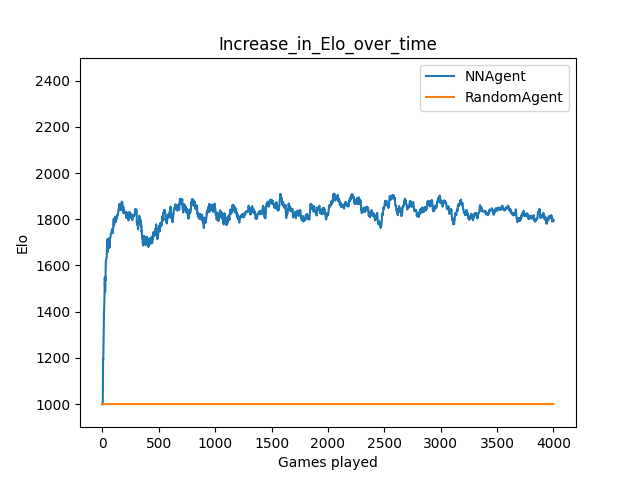 Increase_in_Elo_over_time
NNAgent
RandomAgent
2400
2200
2000
1800
1600
1400
1200
1000
Elo
0 500 1000 1500 2000 2500 3000 3500 4000
Games played